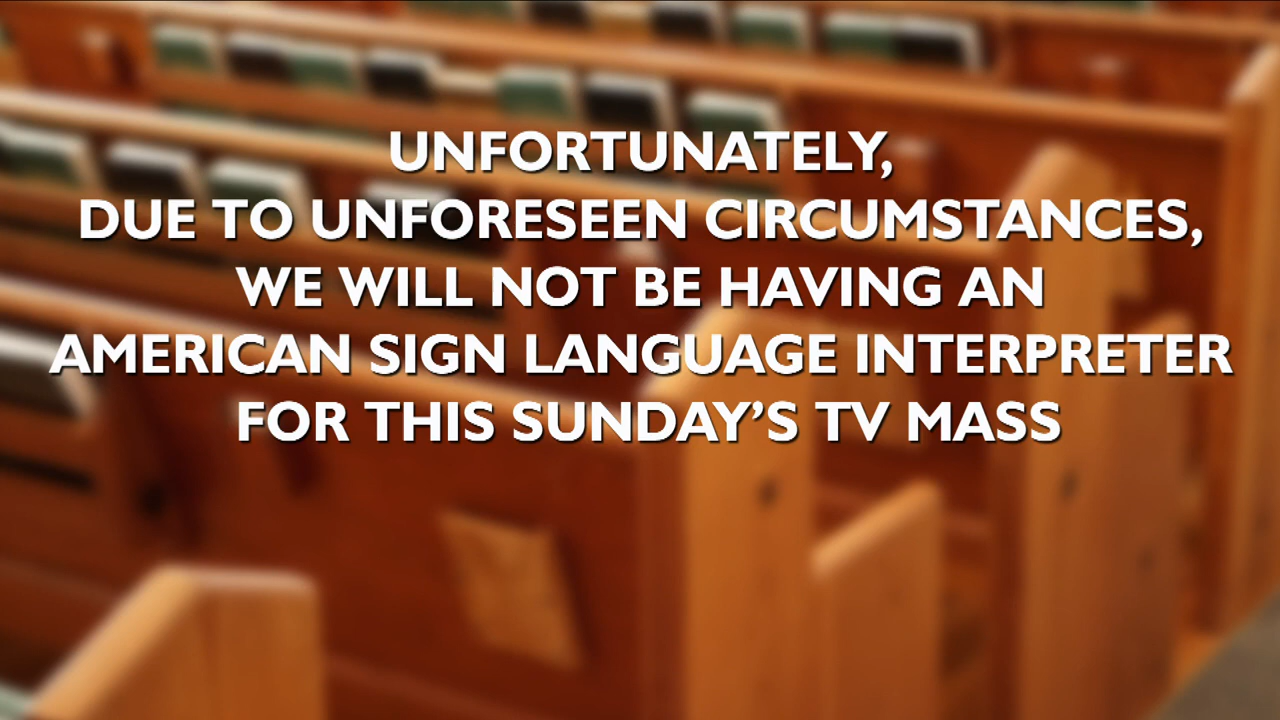 UNFORTUNATELY,
DUE TO UNFORESEEN CIRCUMSTANCES,
WE WILL NOT BE HAVING AN
AMERICAN SIGN LANGUAGE INTERPRETER
FOR THIS SUNDAY’S TV MASS